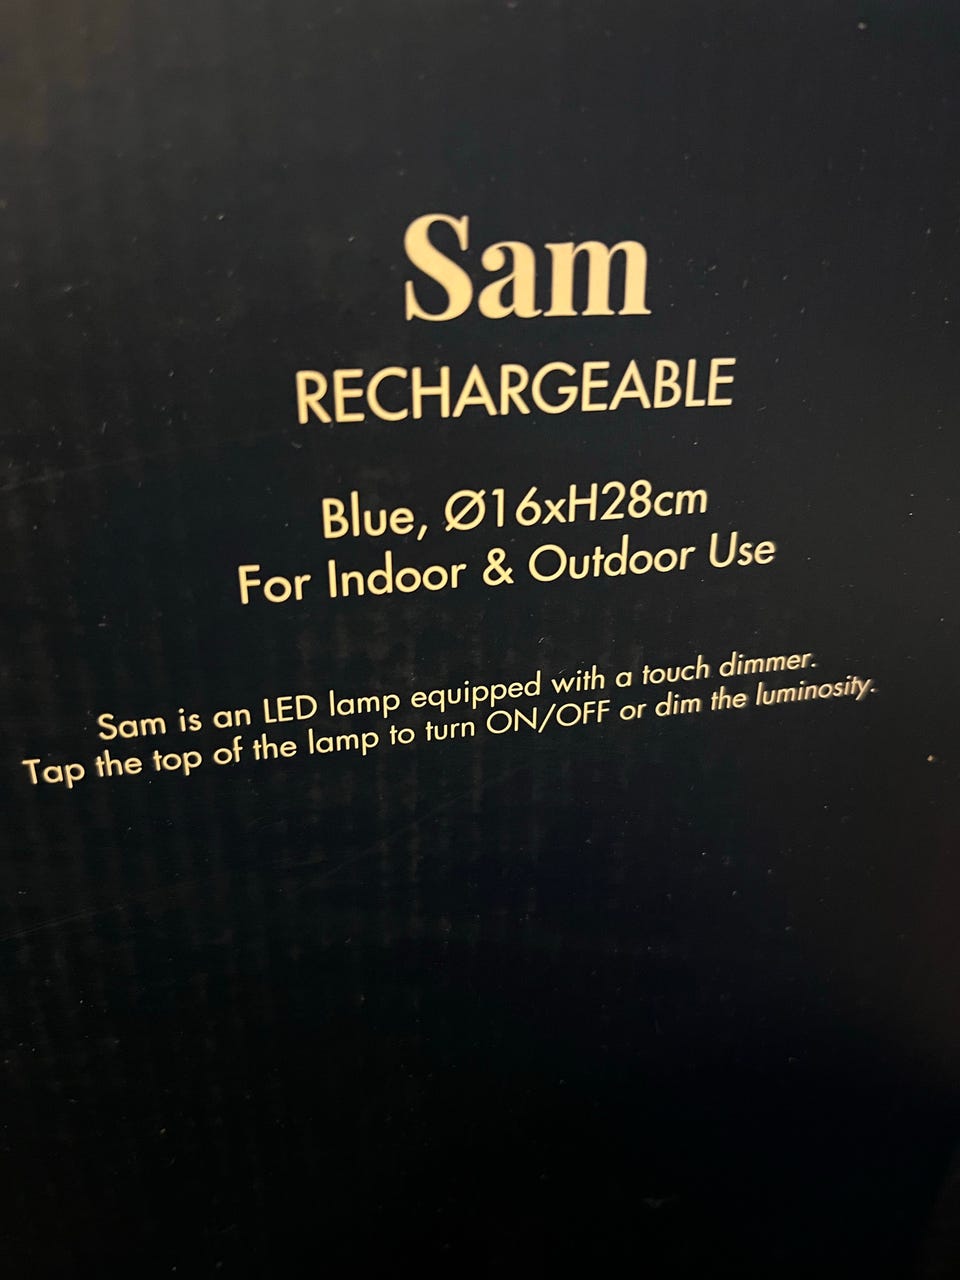 Sam
RECHARGEABLE
Blue, Ø16xH28cm
For Indoor & Outdoor Use
Sam is an LED lamp equipped with a touch dimmer.
Tap the top of the lamp to turn ON/OFF or dim the luminosity.